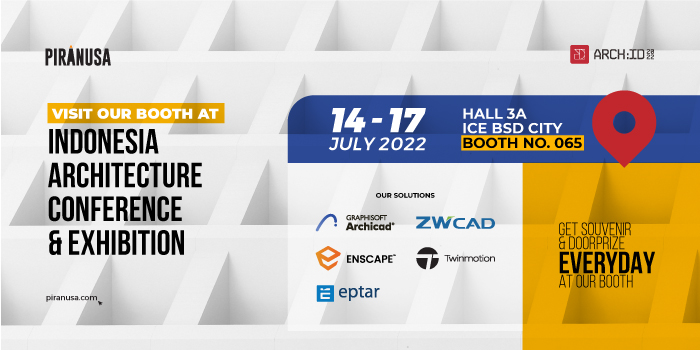 PIRANUSA
ARCH:ID
VISIT OUR BOOTH AT
INDONESIA
ARCHITECTURE
CONFERENCE
& EXHIBITION
piranusa.com
14 - 17
JULY 2022
HALL 3A
ICE BSD CITY
BOOTH NO. 065
OUR SOLUTIONS
GRAPHISOFT
Archicad®
ZWCAD
ENSCAPE™
Twinmotion
eptar
GET SOUVENIR
& DOORPRIZE
EVERYDAY
AT OUR BOOTH